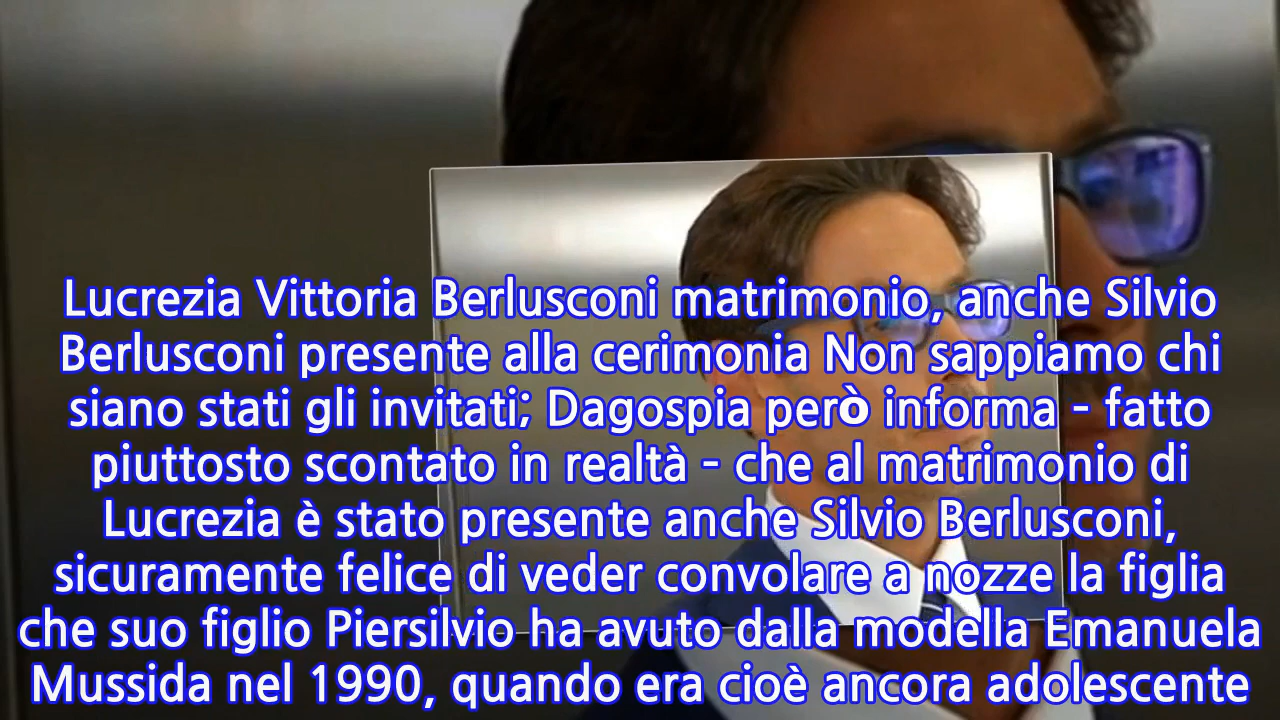 Lucrezia Vittoria Berlusconi matrimonio, anche Silvio
Berlusconi presente alla cerimonia Non sappiamo chi
siano stati gli invitati; Dagospia però informa - fatto
piuttosto scontato in realtà - che al matrimonio di
Lucrezia è stato presente anche Silvio Berlusconi,
sicuramente felice di veder convolare a nozze la figlia
che suo figlio Piersilvio ha avuto dalla modella Emanuela
Mussida nel 1990, quando era cioè ancora adolescente